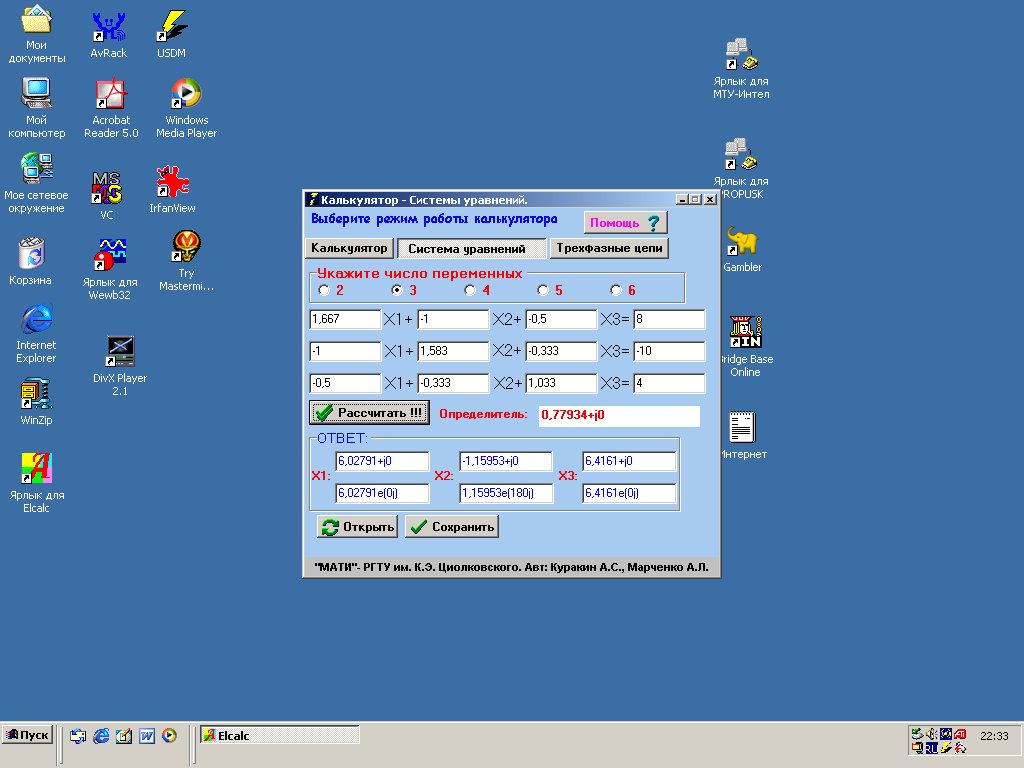 Мои документы
AvRack
USDM
Мой компьютер
Acrobat Reader 5.0
Windows Media Player
Мое сетевое окружение
VC
IrfanView
Корзина
Ярлык для Wewb32
Try Mastermi...
Internet Explorer
DivX Player 2.1
WinZip
Ярлык для Elcalc
Ярлык для МТУ-Интел
Ярлык для PROPUSK
Gambler
Bridge Base Online
Интернет
Калькулятор - Системы уравнений.
Выберите режим работы калькулятора
Помощь ?
Калькулятор Система уравнений Трехфазные цепи
Укажите число переменных
2 3 4 5 6
1,667 X1+ -1 X2+ -0,5 X3= 8
-1 X1+ 1,583 X2+ -0,333 X3= -10
-0,5 X1+ -0,333 X2+ 1,033 X3= 4
Рассчитать !!! Определитель: 0,77934+j0
ОТВЕТ:
X1: 6,02791+j0 X2: -1,15953+j0 X3: 6,4161+j0
6,02791e(0j) 1,15953e(180j) 6,4161e(0j)
Открыть Сохранить
"МАТИ"- РГТУ им. К.Э. Циолковского. Авт: Куракин А.С., Марченко А.Л.
Пуск
Elcalc
RU
22:33